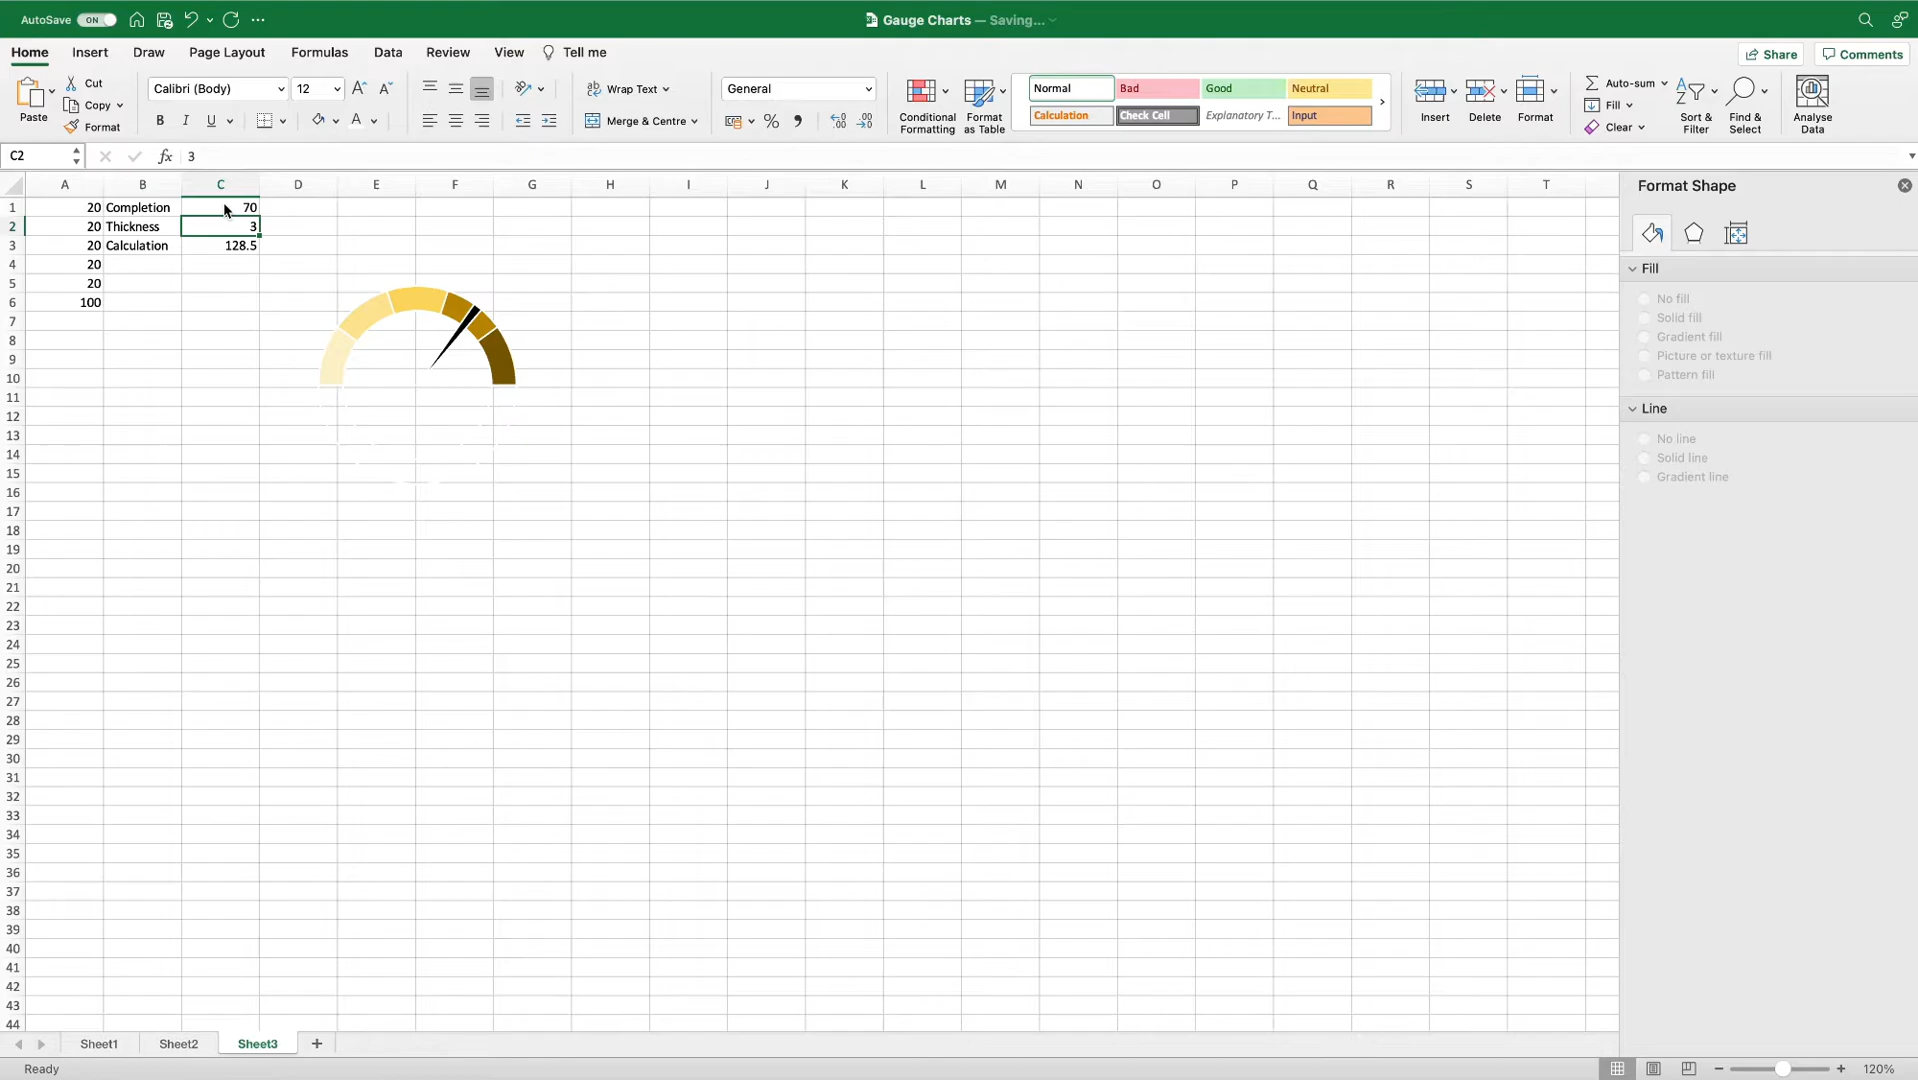 AutoSave ON Gauge Charts — Saving...
Home Insert Draw Page Layout Formulas Data Review View Tell me Share Comments
Paste Cut Copy Format
Calibri (Body) 12
B I U A
Wrap Text
Merge & Centre
General
Conditional Formatting
Format as Table
Normal Bad Good Neutral
Calculation Check Cell Explanatory T... Input
Insert Delete Format
Auto-sum
Fill
Clear
Sort & Filter
Find & Select
Analyse Data
C2 fx 3
A B C D E F G H I J K L M N O P Q R S T
1 20 Completion 70
2 20 Thickness 3
3 20 Calculation 128.5
4 20
5 20
6 100
7
8
9
10
11
12
13
14
15
16
17
18
19
20
21
22
23
24
25
26
27
28
29
30
31
32
33
34
35
36
37
38
39
40
41
42
43
44
Format Shape
Fill
No fill
Solid fill
Gradient fill
Picture or texture fill
Pattern fill
Line
No line
Solid line
Gradient line
Sheet1 Sheet2 Sheet3 +
Ready 120%